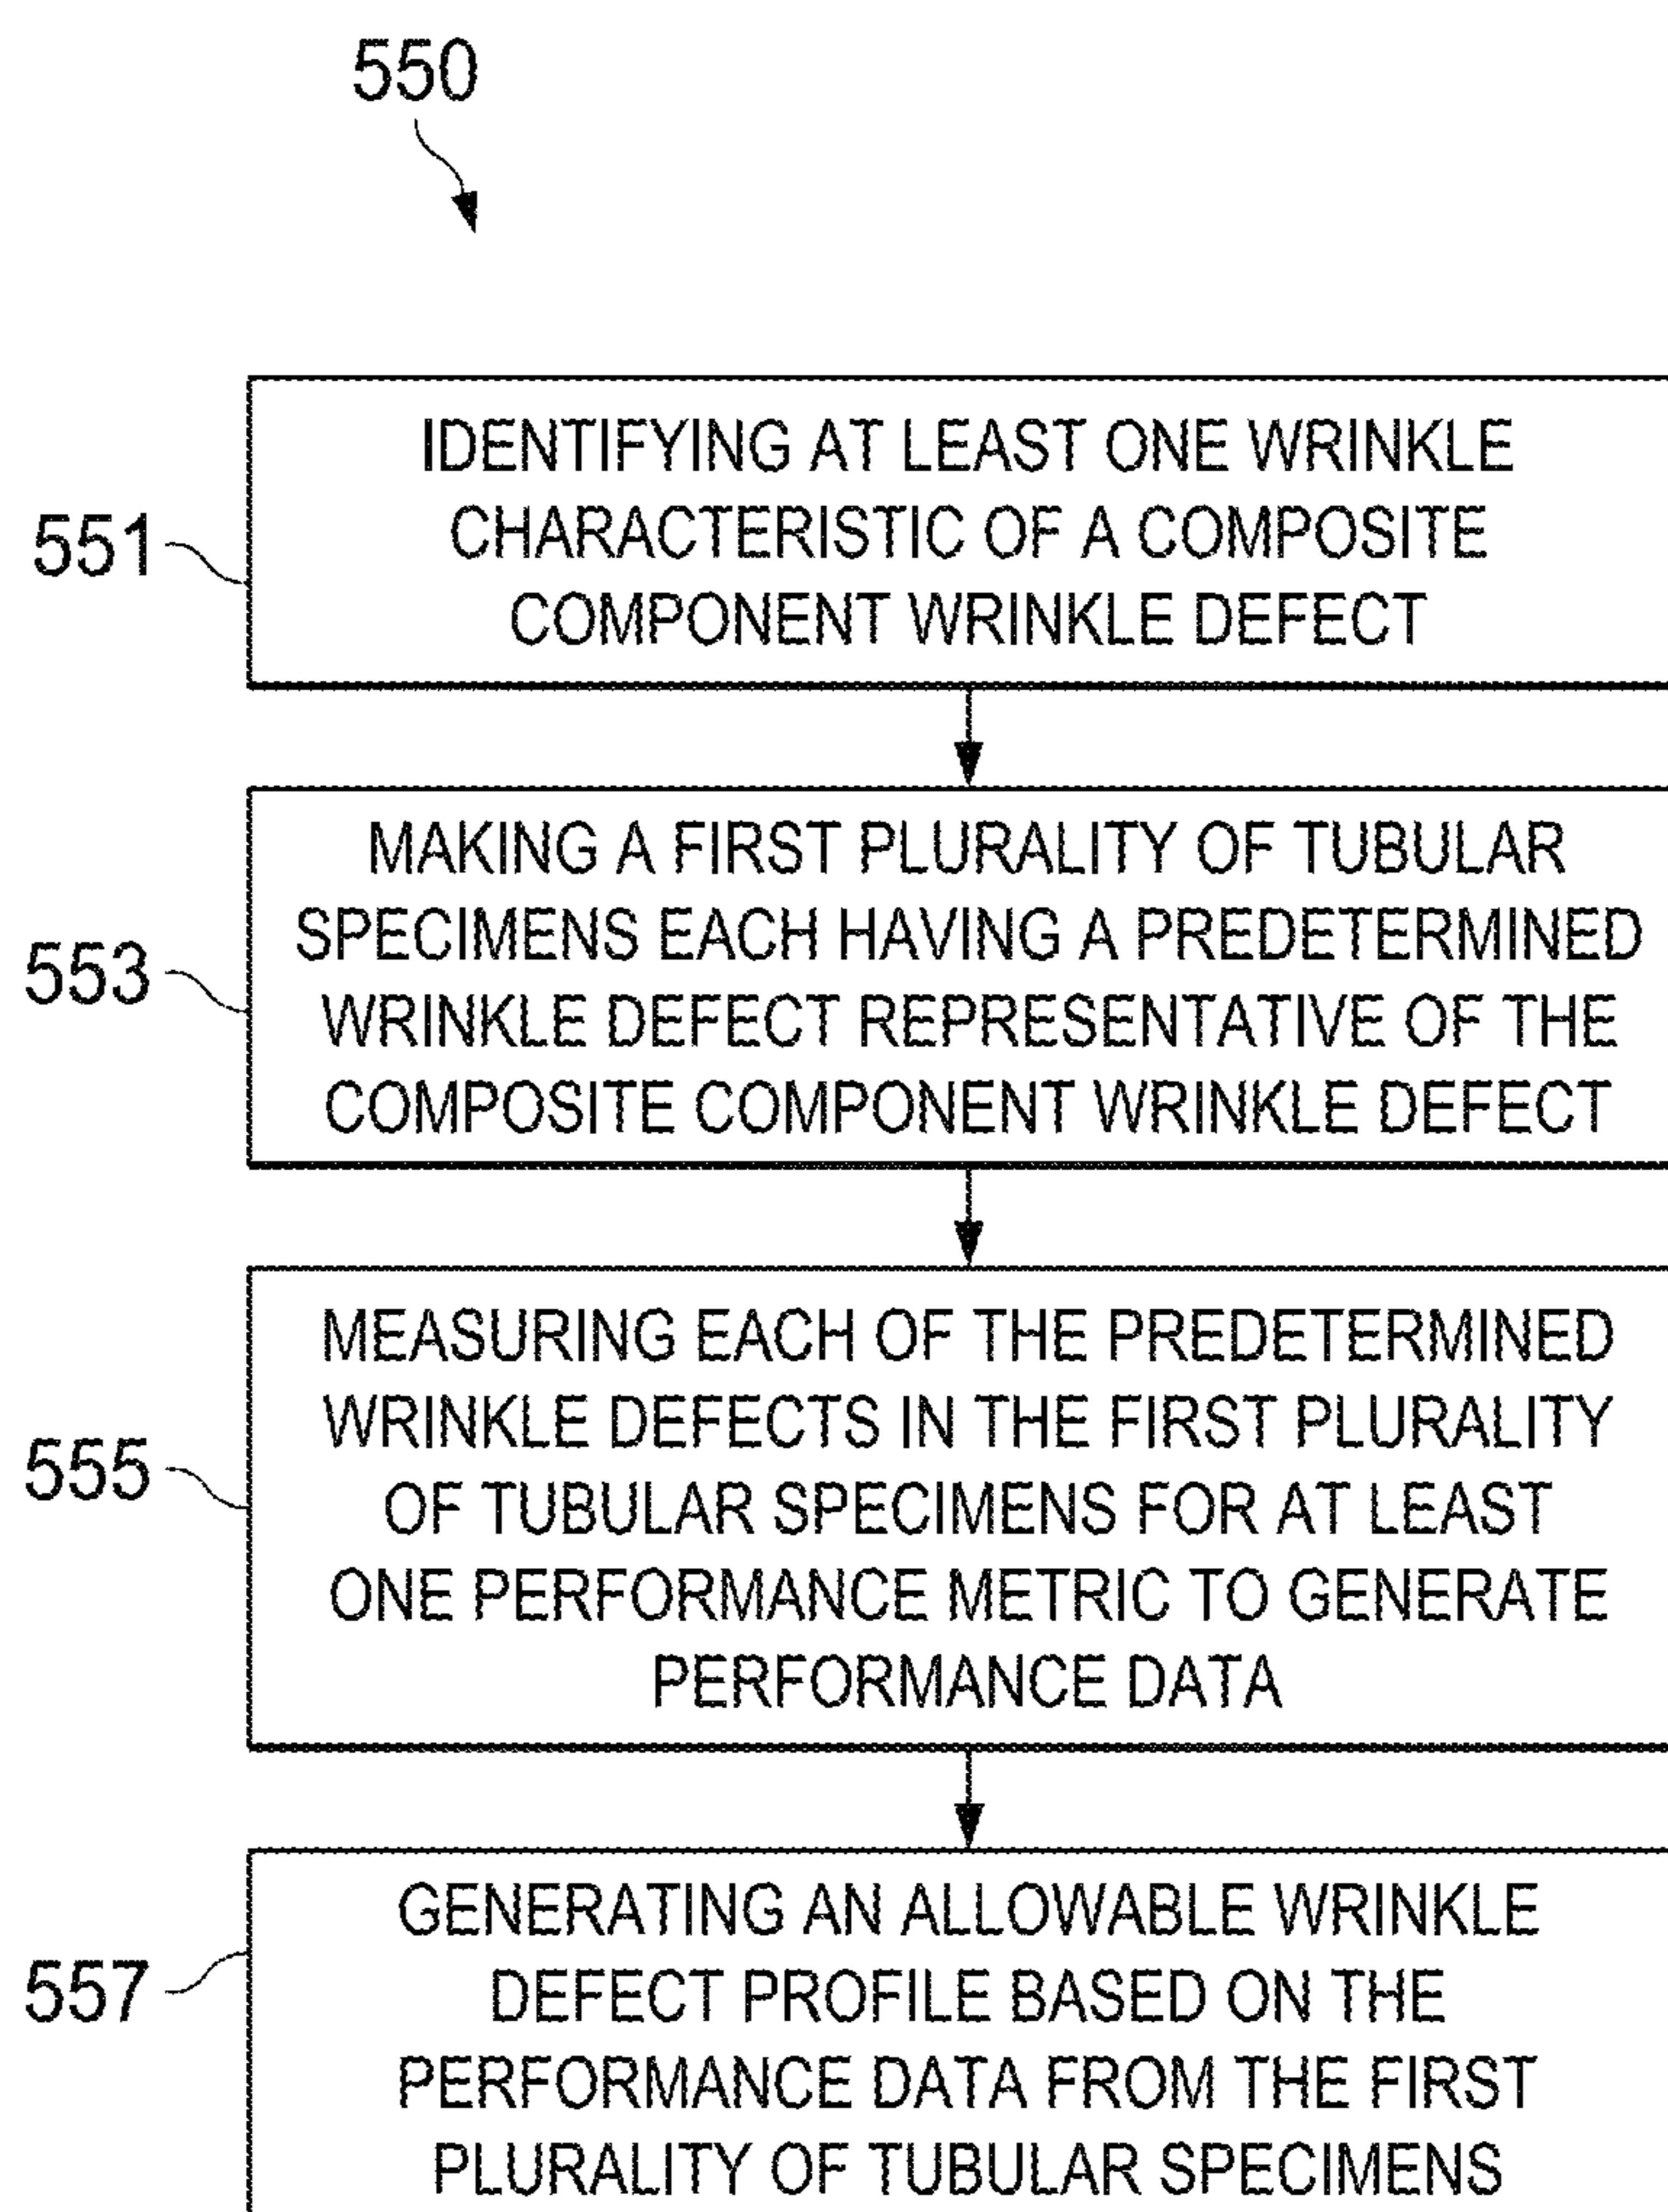 550
551
IDENTIFYING AT LEAST ONE WRINKLE
CHARACTERISTIC OF A COMPOSITE
COMPONENT WRINKLE DEFECT
553
MAKING A FIRST PLURALITY OF TUBULAR
SPECIMENS EACH HAVING A PREDETERMINED
WRINKLE DEFECT REPRESENTATIVE OF THE
COMPOSITE COMPONENT WRINKLE DEFECT
555
MEASURING EACH OF THE PREDETERMINED
WRINKLE DEFECTS IN THE FIRST PLURALITY
OF TUBULAR SPECIMENS FOR AT LEAST
ONE PERFORMANCE METRIC TO GENERATE
PERFORMANCE DATA
557
GENERATING AN ALLOWABLE WRINKLE
DEFECT PROFILE BASED ON THE
PERFORMANCE DATA FROM THE FIRST
PLURALITY OF TUBULAR SPECIMENS